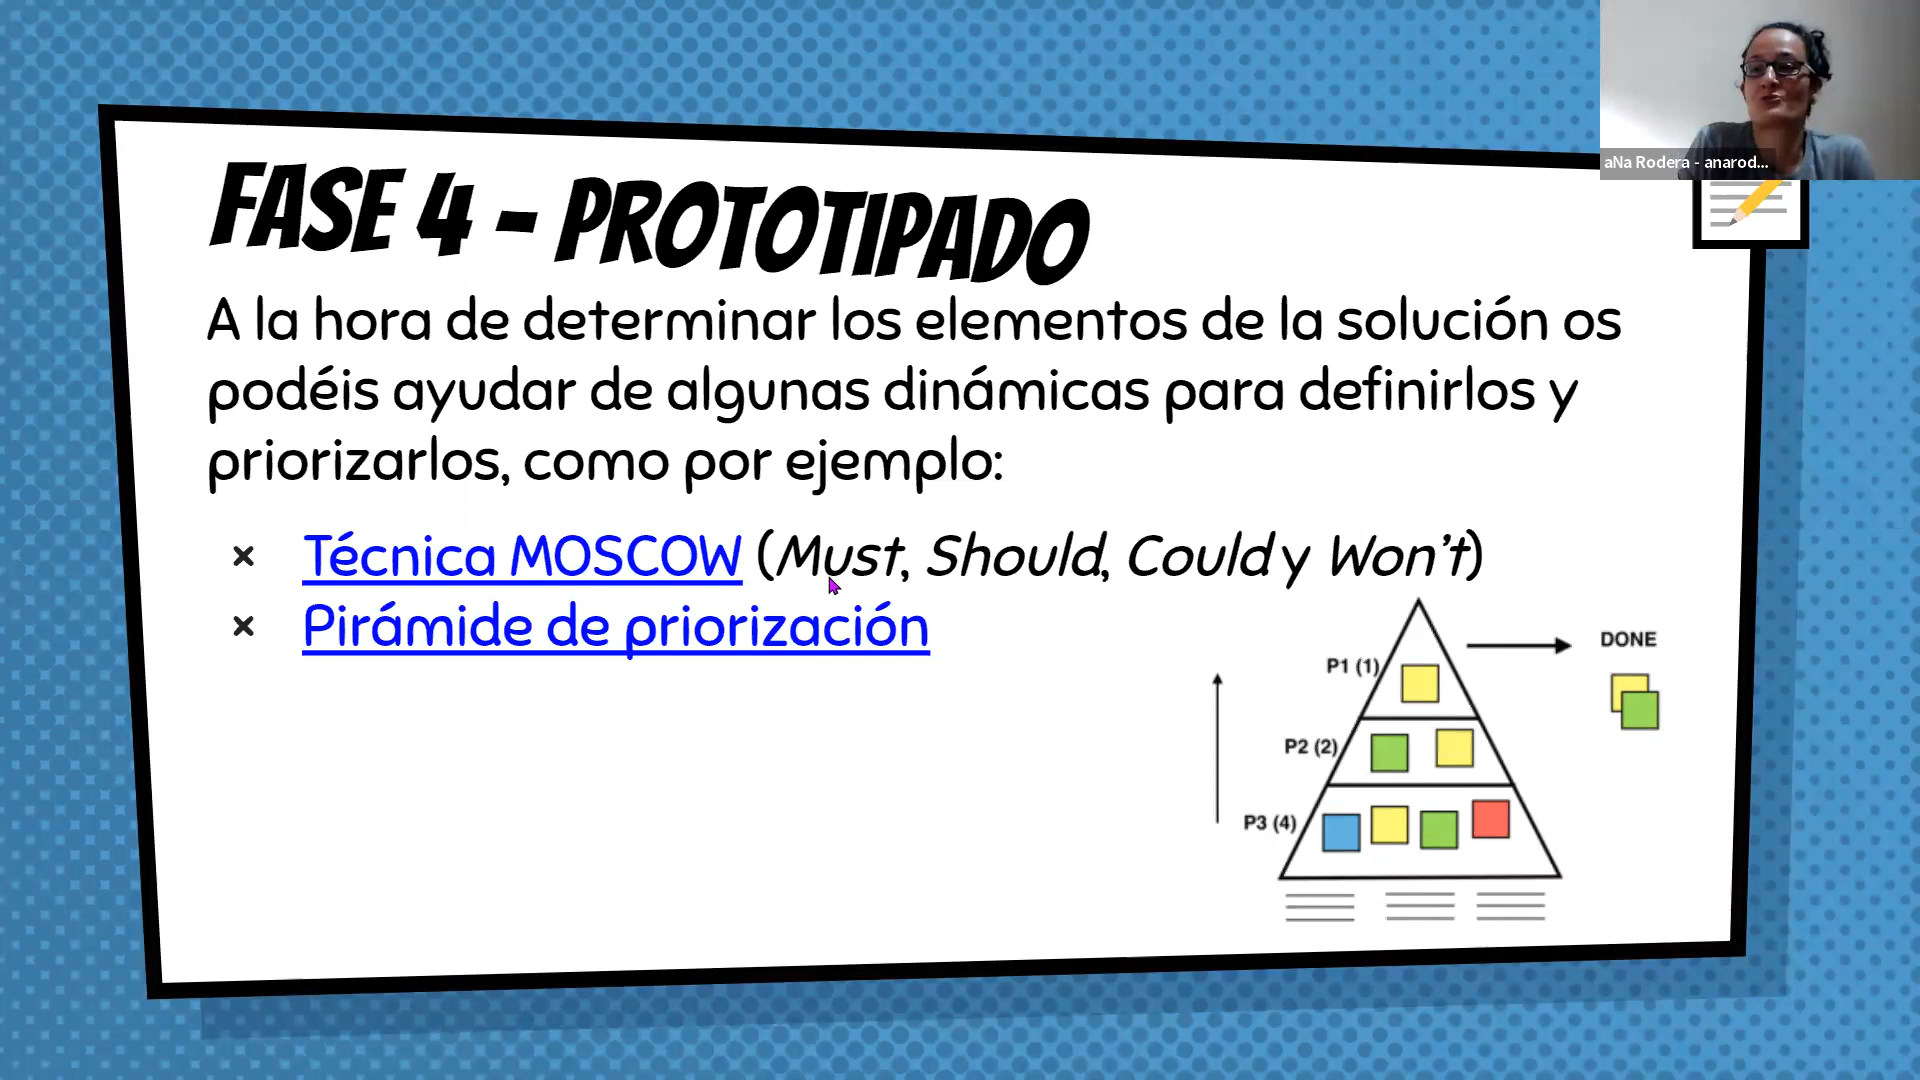 aNa Rodera - anarod...
FASE 4 - PROTOTIPADO
A la hora de determinar los elementos de la solución os
podéis ayudar de algunas dinámicas para definirlos y
priorizarlos, como por ejemplo:
× Técnica MOSCOW (Must, Should, Could y Won't)
× Pirámide de priorización
DONE
P1 (1)
P2 (2)
P3 (4)